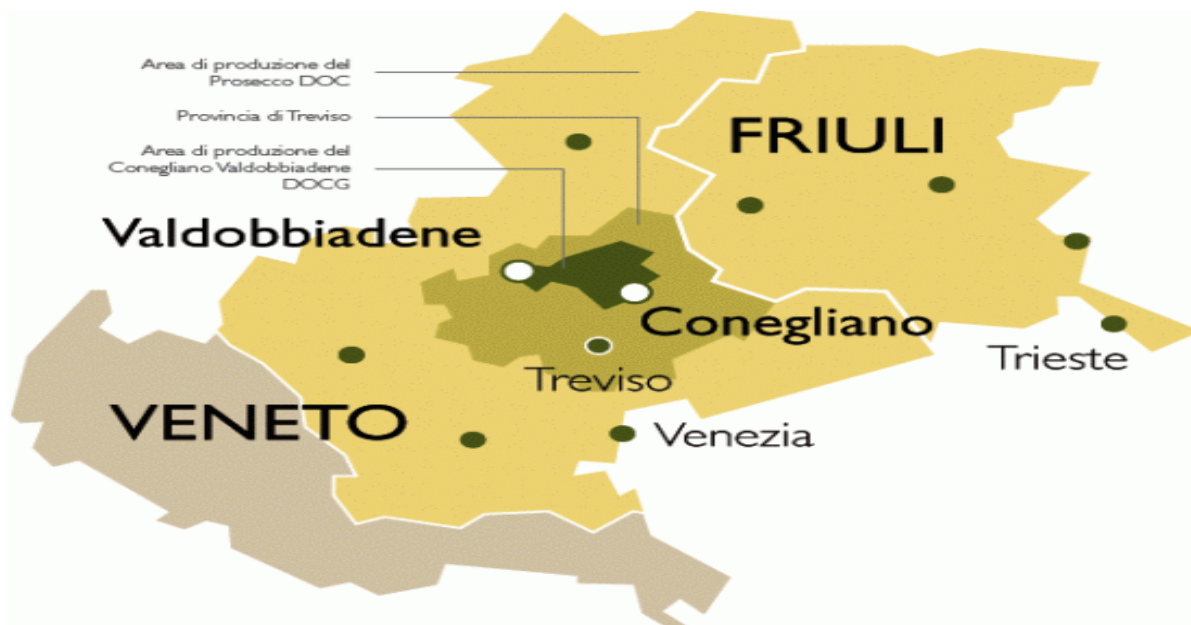 Area di produzione del
Prosecco DOC
Provincia di Treviso
Area di produzione del
Conegliano Valdobbiadene
DOCG
FRIULI
Valdobbiadene
Conegliano
Trieste
Treviso
VENETO
Venezia